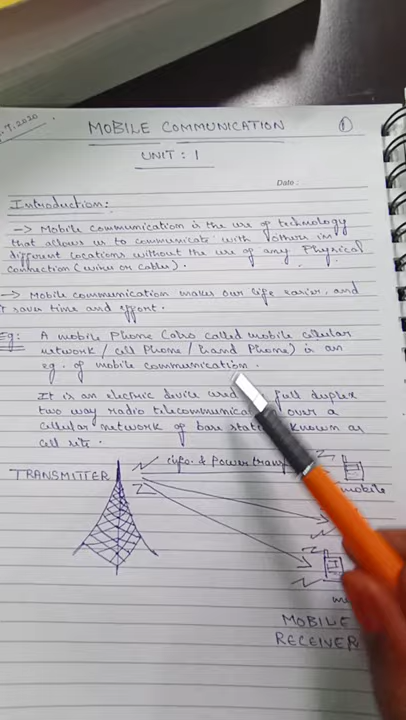 .7.2020
MOBILE COMMUNICATION
1
UNIT : 1
Date :
Introduction:
→ Mobile communication is the use of technology
that allows us to communicate with others in
different locations without the use of any Physical
connection (wires or cables).
→ Mobile communication makes our life easier, and
it saves time and effort.
Eg: A mobile Phone (also called mobile cellular
network / cell Phone / hand Phone) is an
eg. of mobile communication.
It is an electric device used full duplex
two way radio telecommunication over a
cellular network of base station known as
cell site.
TRANSMITTER
info. & power
mobile
MOBILE
RECEIVER